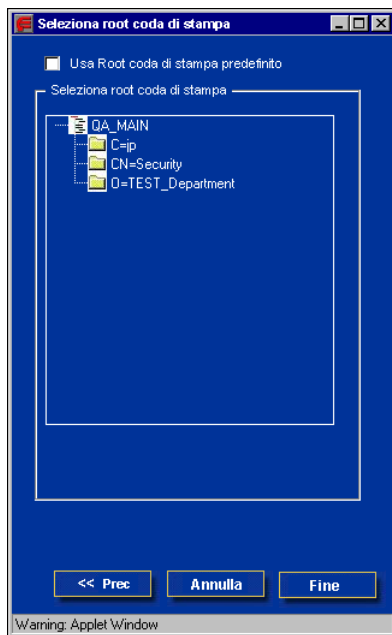 Seleziona root coda di stampa
Usa Root coda di stampa predefinito
Seleziona root coda di stampa
QA_MAIN
C=jp
CN=Security
O=TEST_Department
<< Prec
Annulla
Fine
Warning: Applet Window